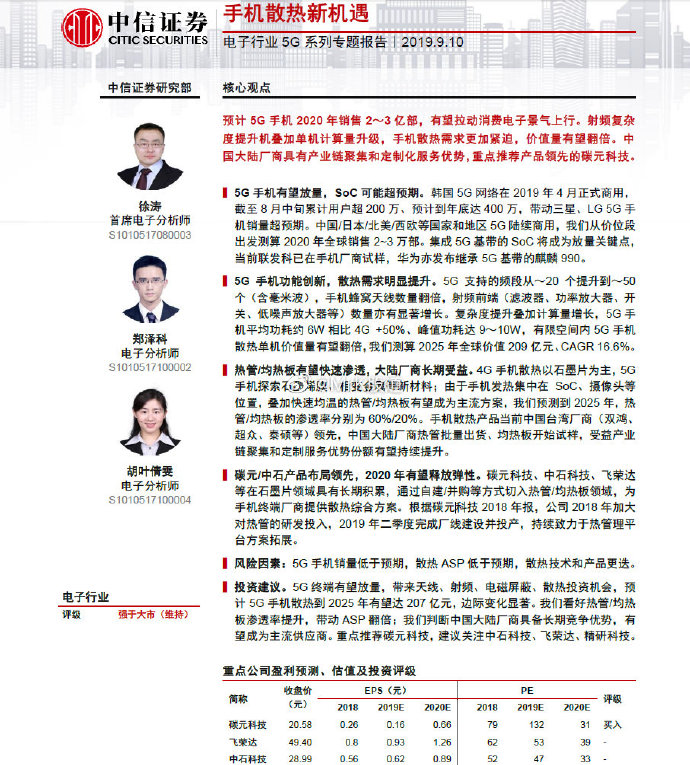 中信证券
CITIC SECURITIES
手机散热新机遇
电子行业 5G 系列专题报告｜2019.9.10
中信证券研究部
徐涛
首席电子分析师
S1010517080003
郑泽科
电子分析师
S1010517100002
胡叶倩雯
电子分析师
S1010517100004
电子行业
评级 强于大市（维持）
核心观点
预计 5G 手机 2020 年销售 2～3 亿部，有望拉动消费电子景气上行。射频复杂
度提升机叠加单机计算量升级，手机散热需求更加紧迫，价值量有望翻倍。中
国大陆厂商具有产业链聚集和定制化服务优势，重点推荐产品领先的碳元科技。
5G 手机有望放量，SoC 可能超预期。韩国 5G 网络在 2019 年 4 月正式商用，
截至 8 月中旬累计用户超 200 万、预计到年底达 400 万，带动三星、LG 5G 手
机销量超预期。中国/日本/北美/西欧等国家和地区 5G 陆续商用，我们从价位段
出发测算 2020 年全球销售 2~3 万部。集成 5G 基带的 SoC 将成为放量关键点，
当前联发科已在手机试样，华为亦发布继承 5G 基带的麒麟 990。
5G 手机功能创新，散热需求明显提升。5G 支持的频段从～20 个提升到～50
个（含毫米波），手机蜂窝天线数量翻倍，射频前端（滤波器、功率放大器、开
关、低噪声放大器等）数量亦有显著增长。复杂度提升叠加计算量增长，5G 手
机平均功耗约 6W 相比 4G +50%、峰值功耗达 9～10W，有限空间内 5G 手机
散热单机价值量有望翻倍，我们测算 2025 年全球价值 209 亿元、CAGR 16.6%。
热管/均热板有望快速渗透，大陆厂商长期受益。4G 手机散热以石墨片为主，5G
手机探索石墨烯膜、相变材及其新材料；由于手机发热集中在 SoC、摄像头等
位置，叠加快速均温的热管/均热板有望成为主流方案，我们预测到 2025 年，热
管/均热板的渗透率分别为 60%/20%。手机散热产品当前中国台湾厂商（双鸿、
超众、泰硕等）领先，中国大陆厂商热管批量出货、均热板开始试样，受益产业
链聚集和定制服务优势份额有望持续提升。
碳元/中石产品布局领先，2020 年有望释放弹性。碳元科技、中石科技、飞荣达
等在石墨片领域具有长期积累，通过自建/并购等方式切入热管/均热板领域，为
手机终端厂商提供散热综合方案。根据碳元科技 2018 年报，公司 2018 年加大
对热管的研发投入，2019 年二季度完成厂线建设并投产，持续致力于热管理平
台方案拓展。
风险因素：5G 手机销量低于预期，散热 ASP 低于预期，散热技术和产品更迭。
投资建议。5G 终端有望放量，带来天线、射频、电磁屏蔽、散热投资机会，预
计 5G 手机散热到 2025 年有望达 207 亿元，边际变化显著。我们看好热管/均热
板渗透率提升，带动 ASP 翻倍；我们判断中国大陆厂商具备长期竞争优势，有
望成为主流供应商。重点推荐碳元科技，建议关注中石科技、飞荣达、精研科技。
重点公司盈利预测、估值及投资评级
简称 收盘价（元） EPS（元） PE 评级
2018 2019E 2020E 2018 2019E 2020E
碳元科技 20.58 0.26 0.16 0.66 79 132 31 买入
飞荣达 49.40 0.8 0.93 1.26 62 53 39 -
中石科技 28.99 0.56 0.62 0.89 52 47 33 -